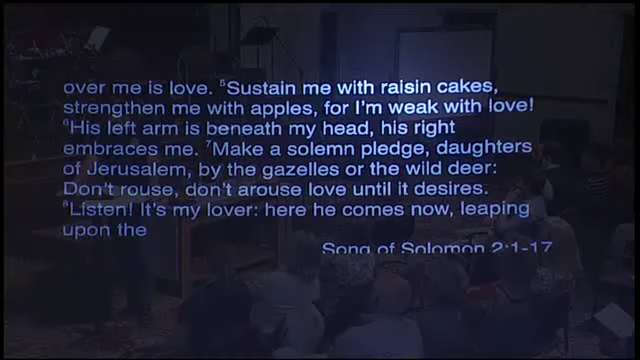 over me is love. ⁵Sustain me with raisin cakes,
strengthen me with apples, for I'm weak with love!
⁶His left arm is beneath my head, his right
embraces me. ⁷Make a solemn pledge, daughters
of Jerusalem, by the gazelles or the wild deer:
Don't rouse, don't arouse love until it desires.
⁸Listen! It's my lover: here he comes now, leaping
upon the
Song of Solomon 2:1-17